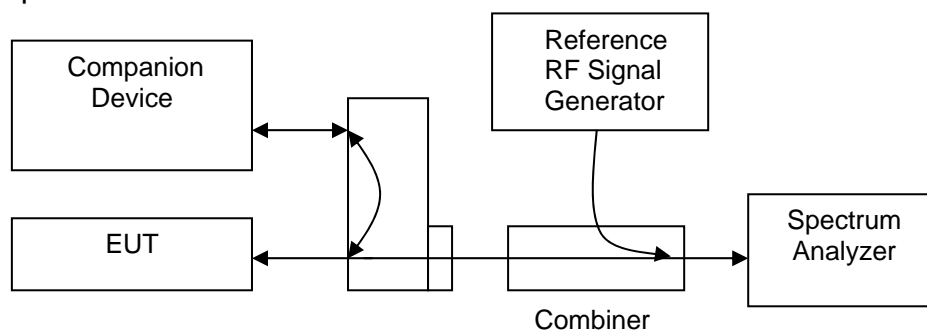 Companion
Device
Reference
RF Signal
Generator
EUT
Spectrum
Analyzer
Combiner